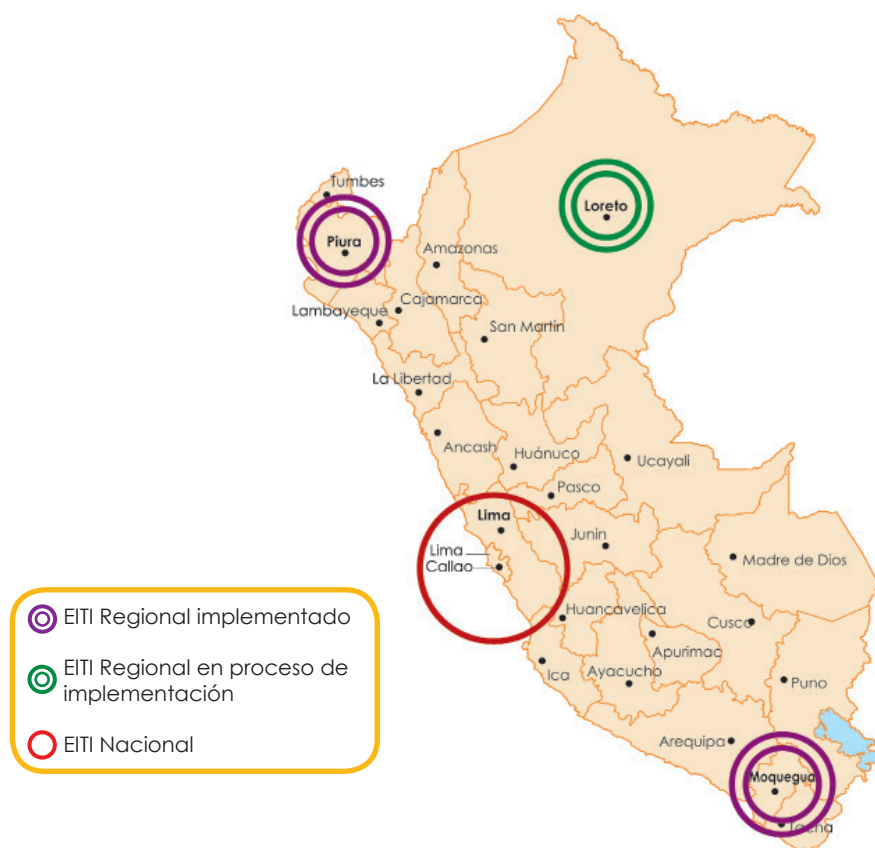 Tumbes
Loreto
Piura
Amazonas
Cajamarca
Lambayeque
San Martín
La Libertad
Ancash
Huánuco
Ucayali
Pasco
Lima
Junin
Lima
Callao
Madre de Dios
Huancavelica
Cusco
Apurimac
Ica
Ayacucho
Puno
Arequipa
Moquegua
Tacna
EITI Regional implementado
EITI Regional en proceso de
implementación
EITI Nacional